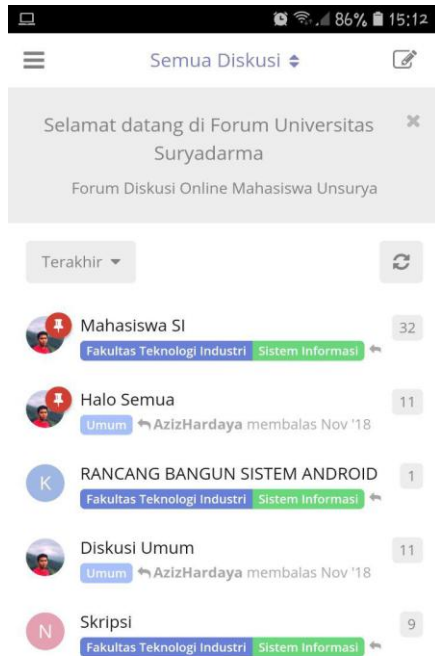 86% 15:12
Semua Diskusi
Selamat datang di Forum Universitas
Suryadarma
Forum Diskusi Online Mahasiswa Unsurya
Terakhir
Mahasiswa SI
32
Fakultas Teknologi Industri Sistem Informasi
Halo Semua
11
Umum AzizHardaya membalas Nov '18
K
RANCANG BANGUN SISTEM ANDROID
1
Fakultas Teknologi Industri Sistem Informasi
Diskusi Umum
11
Umum AzizHardaya membalas Nov '18
N
Skripsi
9
Fakultas Teknologi Industri Sistem Informasi